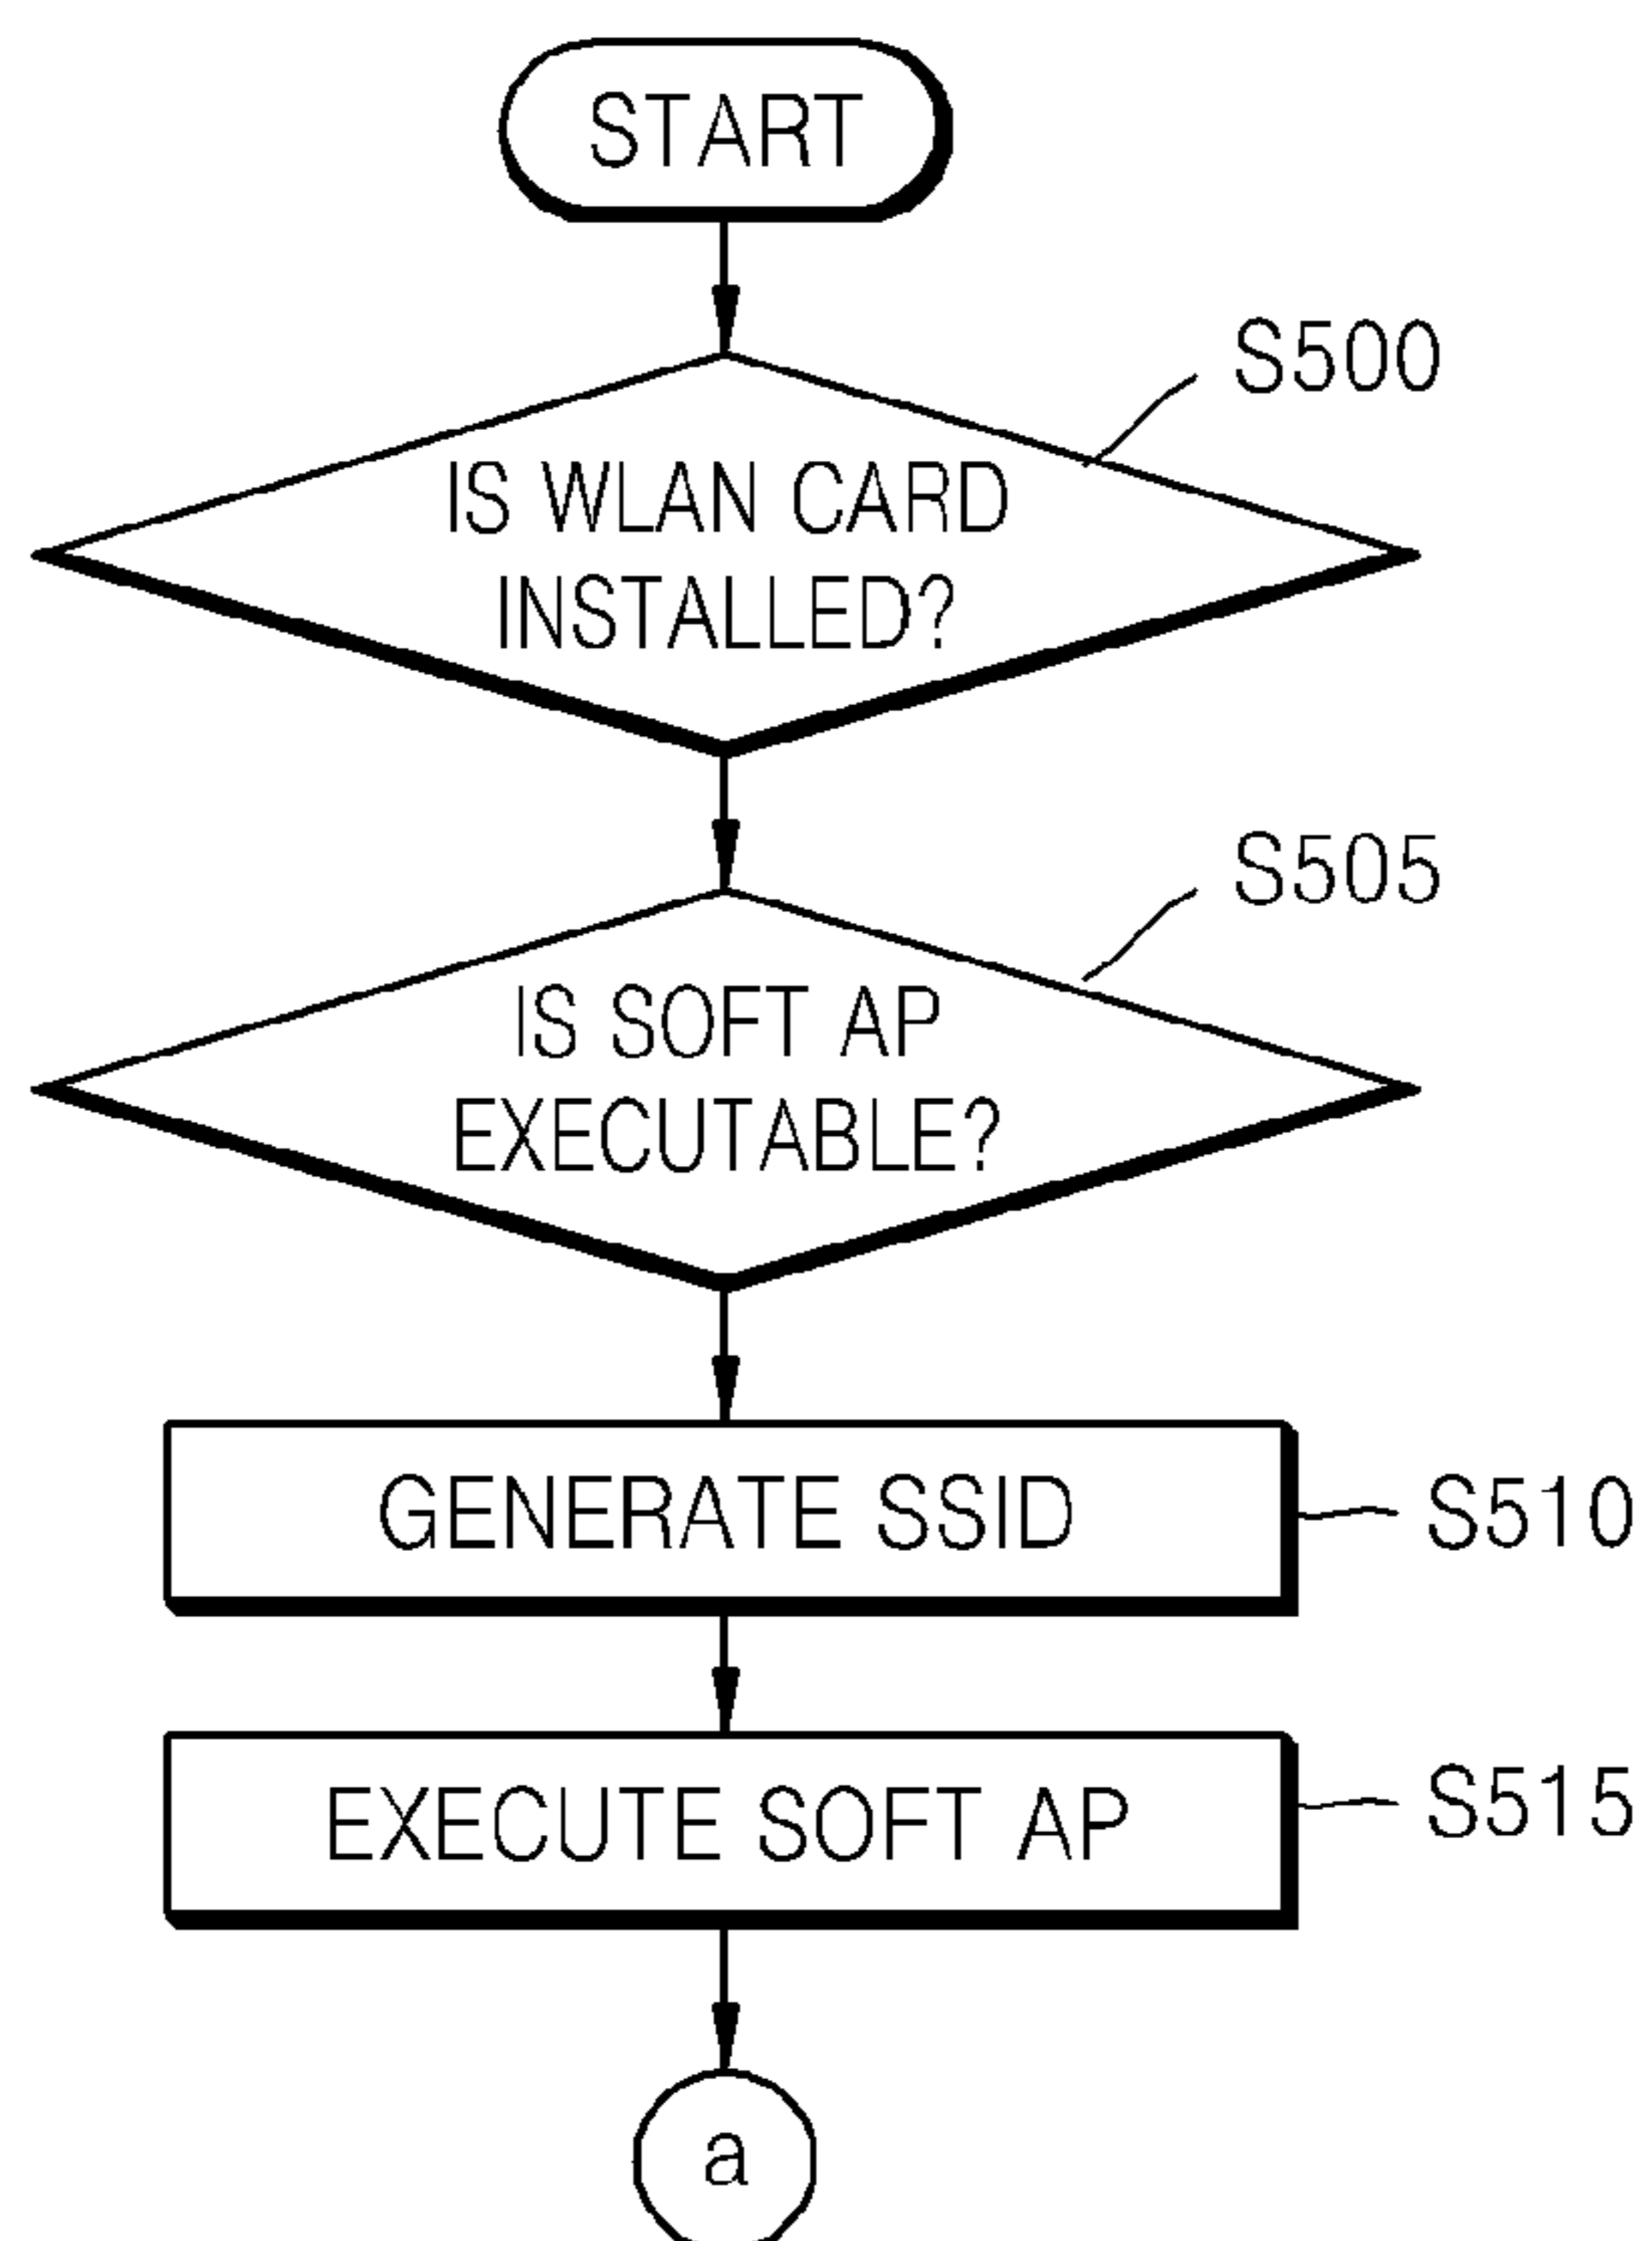 START
S500
IS WLAN CARD
INSTALLED?
S505
IS SOFT AP
EXECUTABLE?
GENERATE SSID
S510
EXECUTE SOFT AP
S515
a